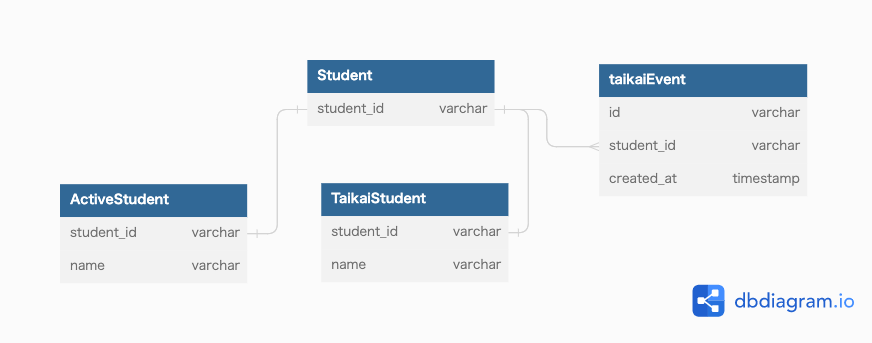 Student
student_id varchar
taikaiEvent
id varchar
student_id varchar
created_at timestamp
ActiveStudent
student_id varchar
name varchar
TaikaiStudent
student_id varchar
name varchar
dbdiagram.io